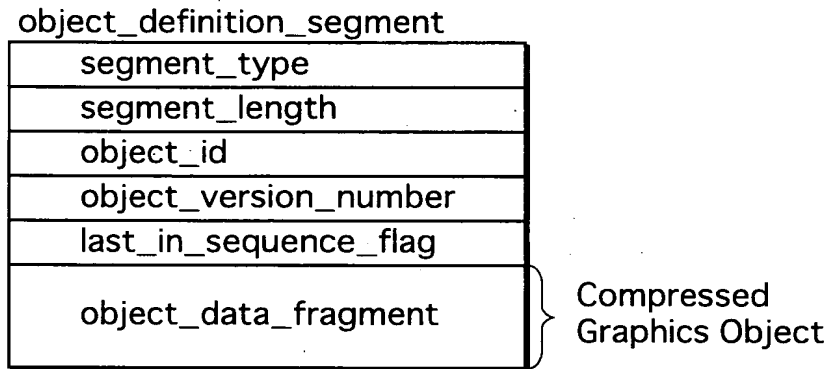 object_definition_segment
segment_type
segment_length
object_id
object_version_number
last_in_sequence_flag
object_data_fragment
Compressed
Graphics Object